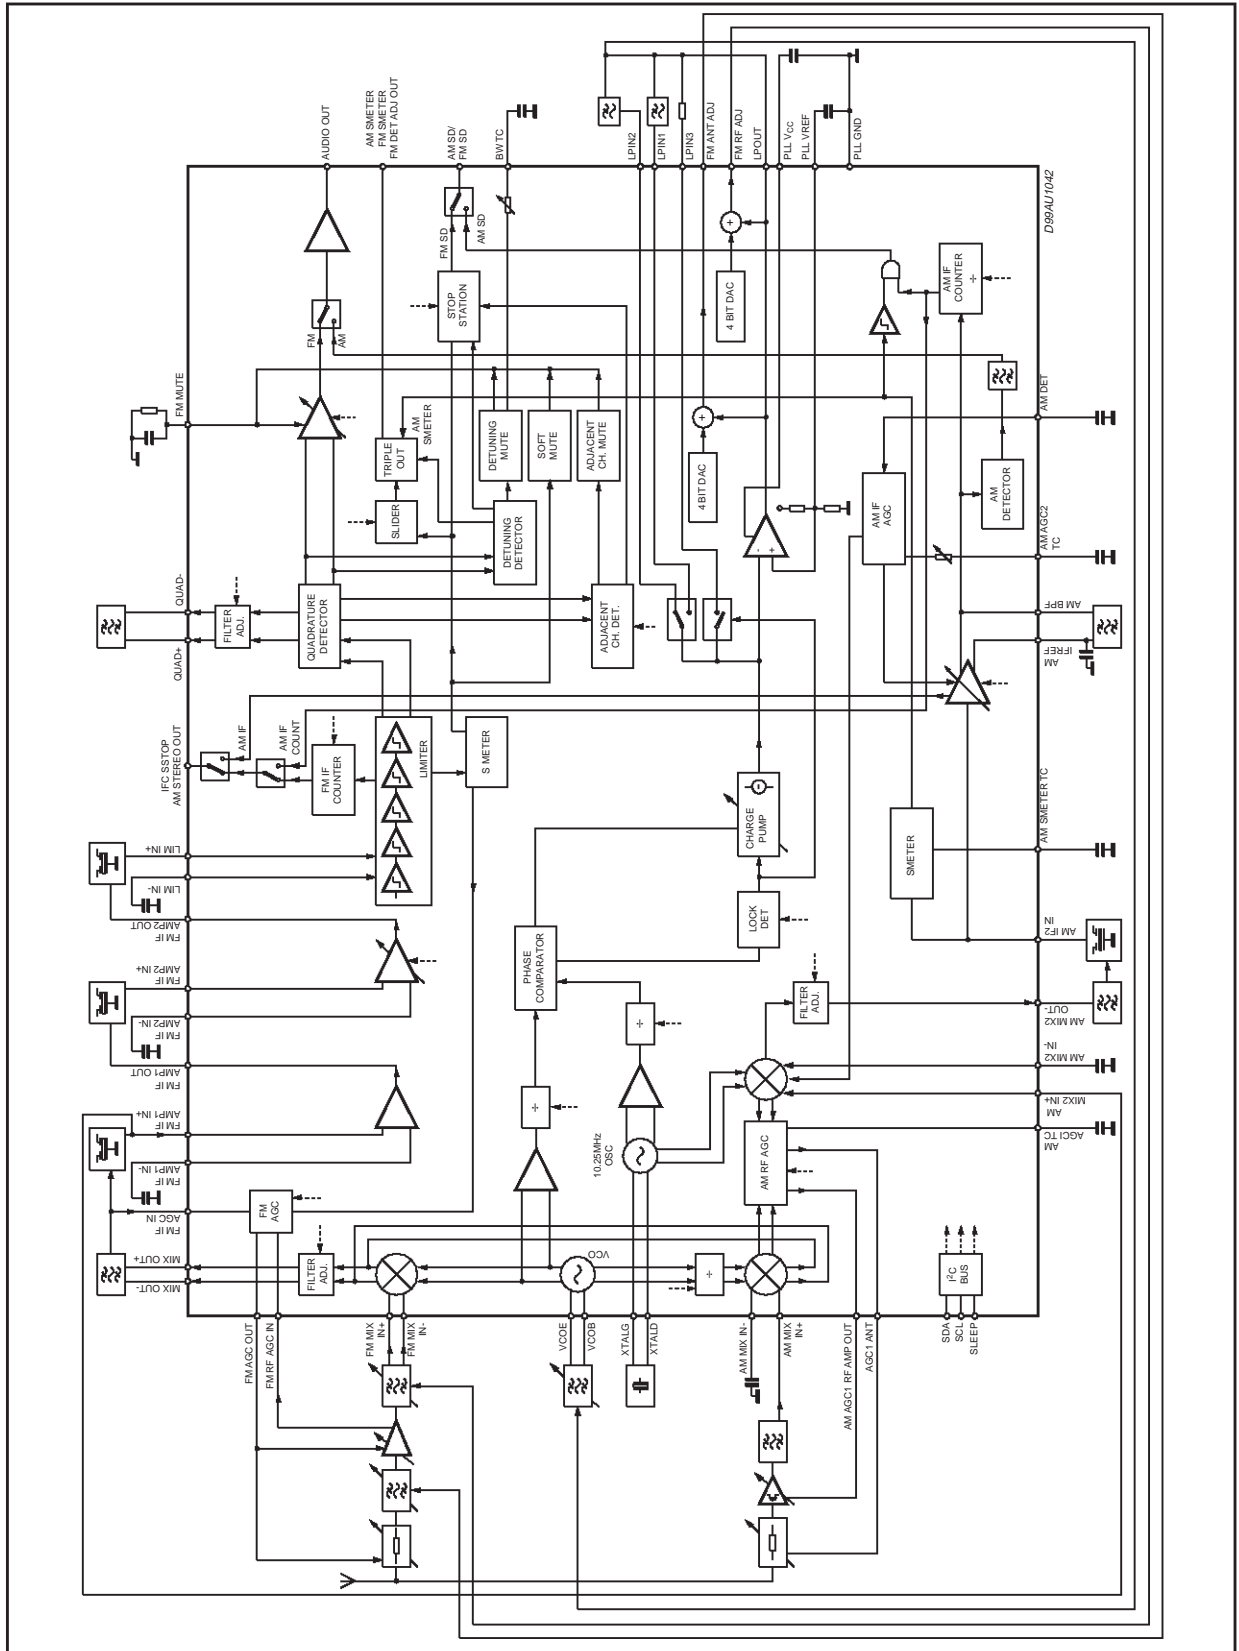 AUDIO OUT
AM SMETER
FM SMETER
FM DET ADJ OUT
AM SD/
FM SD
BW TC
LPIN2
LPIN1
LPIN3
FM ANT ADJ
FM RF ADJ
LPOUT
PLL VCC
PLL VREF
PLL GND
D99AU1042
FM SD
AM SD
STOP
STATION
4 BIT DAC
+
AM IF
COUNTER
÷
FM
AM
FM MUTE
AM
SMETER
TRIPLE
OUT
SLIDER
DETUNING
MUTE
SOFT
MUTE
ADJACENT
CH. MUTE
+
4 BIT DAC
DETUNING
DETECTOR
-
+
AM IF
AGC
AM
DETECTOR
AM DET
AM AGC2
TC
QUAD-
QUAD+
FILTER
ADJ.
QUADRATURE
DETECTOR
ADJACENT
CH. DET.
AM BPF
AM
IFREF
IFC SSTOP
AM STEREO OUT
AM IF
AM IF
COUNT
FM IF
COUNTER
LIMITER
S METER
CHARGE
PUMP
SMETER
AM SMETER TC
LIM IN+
LIM IN-
FM IF
AMP2 OUT
LOCK
DET
PHASE
COMPARATOR
AM IF2
IN
FM IF
AMP2 IN+
FM IF
AMP2 IN-
FILTER
ADJ.
AM MIX2
OUT-
÷
FM IF
AMP1 OUT
÷
AM MIX2
IN-
AM
MIX2 IN+
FM IF
AMP1 IN+
FM IF
AMP1 IN-
10.25MHz
OSC
AM RF AGC
AM
AGCI TC
FM IF
AGC IN
FM
AGC
MIX OUT+
MIX OUT-
FILTER
ADJ.
VCO
÷
I2C
BUS
FM AGC OUT
FM RF AGC IN
FM MIX
IN+
FM MIX
IN-
VCOE
VCOB
XTALG
XTALD
AM MIX IN-
AM MIX
IN+
AM AGC1 RF AMP OUT
AGC1 ANT
SDA
SCL
SLEEP